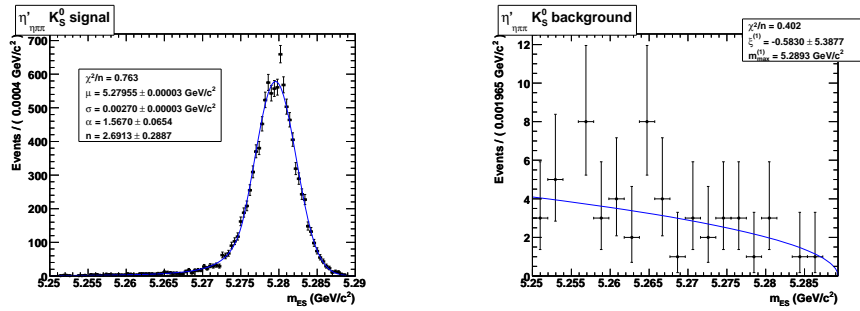 η′ηππ K⁰S signal
Events / ( 0.0004 GeV/c² )
700
600
500
400
300
200
100
0
χ²/n = 0.763
μ = 5.27955 ± 0.00003 GeV/c²
σ = 0.00270 ± 0.00003 GeV/c²
α = 1.5670 ± 0.0654
n = 2.6913 ± 0.2887
5.25 5.255 5.26 5.265 5.27 5.275 5.28 5.285 5.29
mES (GeV/c²)
η′ηππ K⁰S background
Events / ( 0.001965 GeV/c² )
12
10
8
6
4
2
0
χ²/n = 0.402
ξ⁽¹⁾ = -0.5830 ± 5.3877
m⁽¹⁾max = 5.2893 GeV/c²
5.25 5.255 5.26 5.265 5.27 5.275 5.28 5.285
mES (GeV/c²)